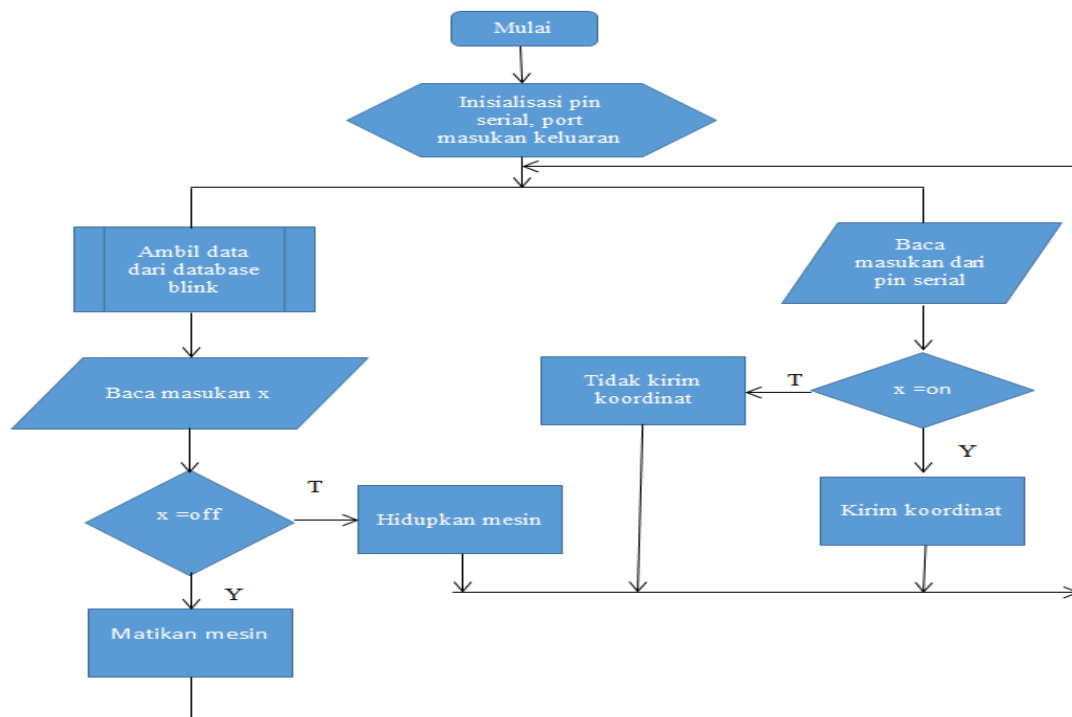 Mulai
Inisialisasi pin
serial, port
masukan keluaran
Ambil data
dari database
blink
Baca
masukan dari
pin serial
Baca masukan x
Tidak kirim
koordinat
T
x =on
Y
x =off
T
Hidupkan mesin
Kirim koordinat
Y
Matikan mesin